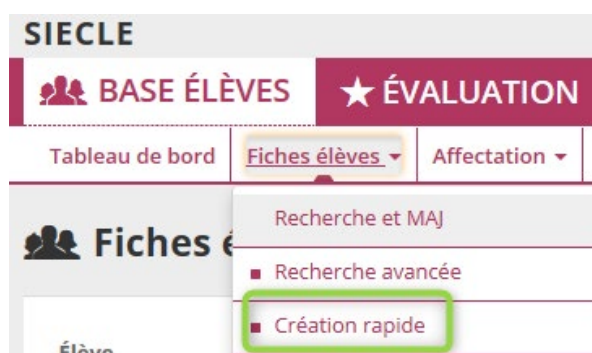 SIECLE
BASE ÉLÈVES ÉVALUATION
Tableau de bord Fiches élèves Affectation
Recherche et MAJ
Fiches é
Recherche avancée
Création rapide
Élève